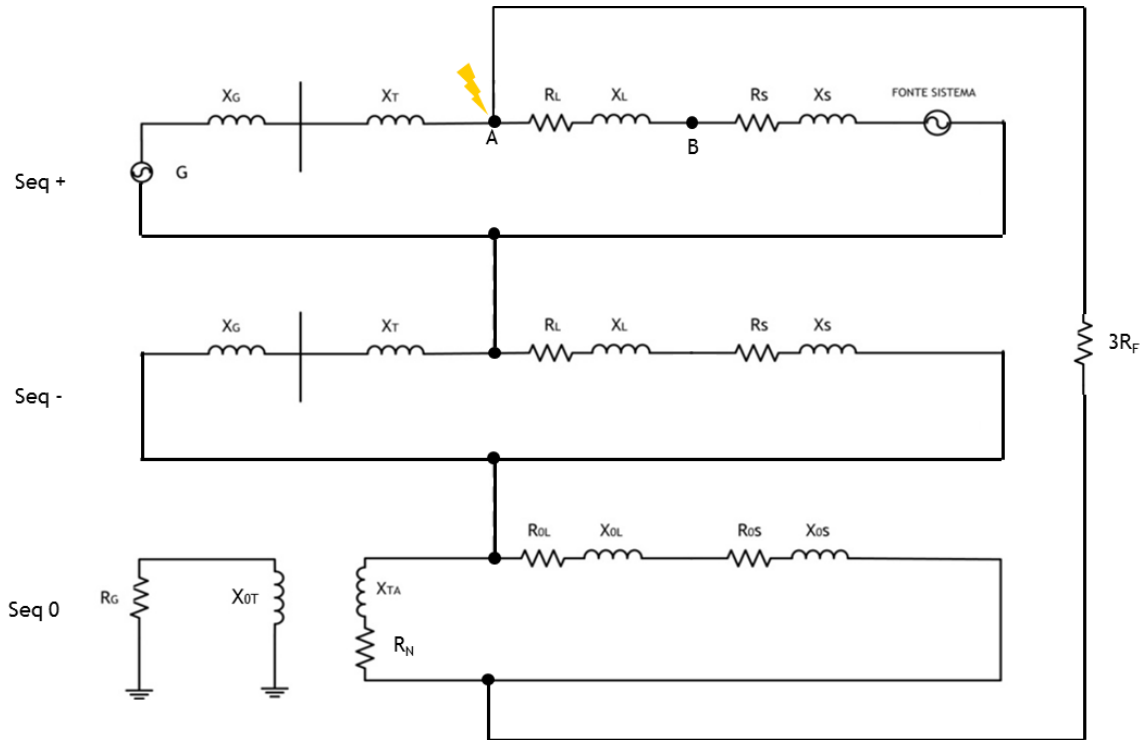 X_G X_T R_L X_L R_S X_S FONTE SISTEMA
A B
G
Seq +
X_G X_T R_L X_L R_S X_S
3R_F
Seq -
R_0L X_0L R_0S X_0S
R_G X_0T X_TA
Seq 0
R_N